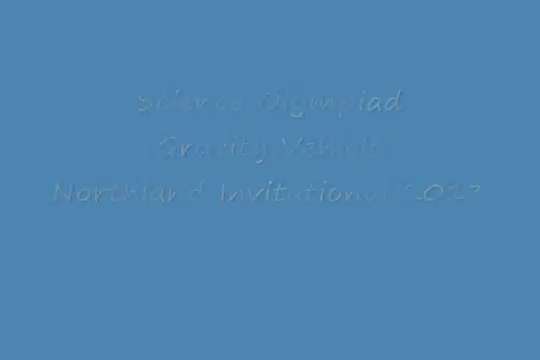 Science Olympiad
Gravity Vehicle
Northland Invitational